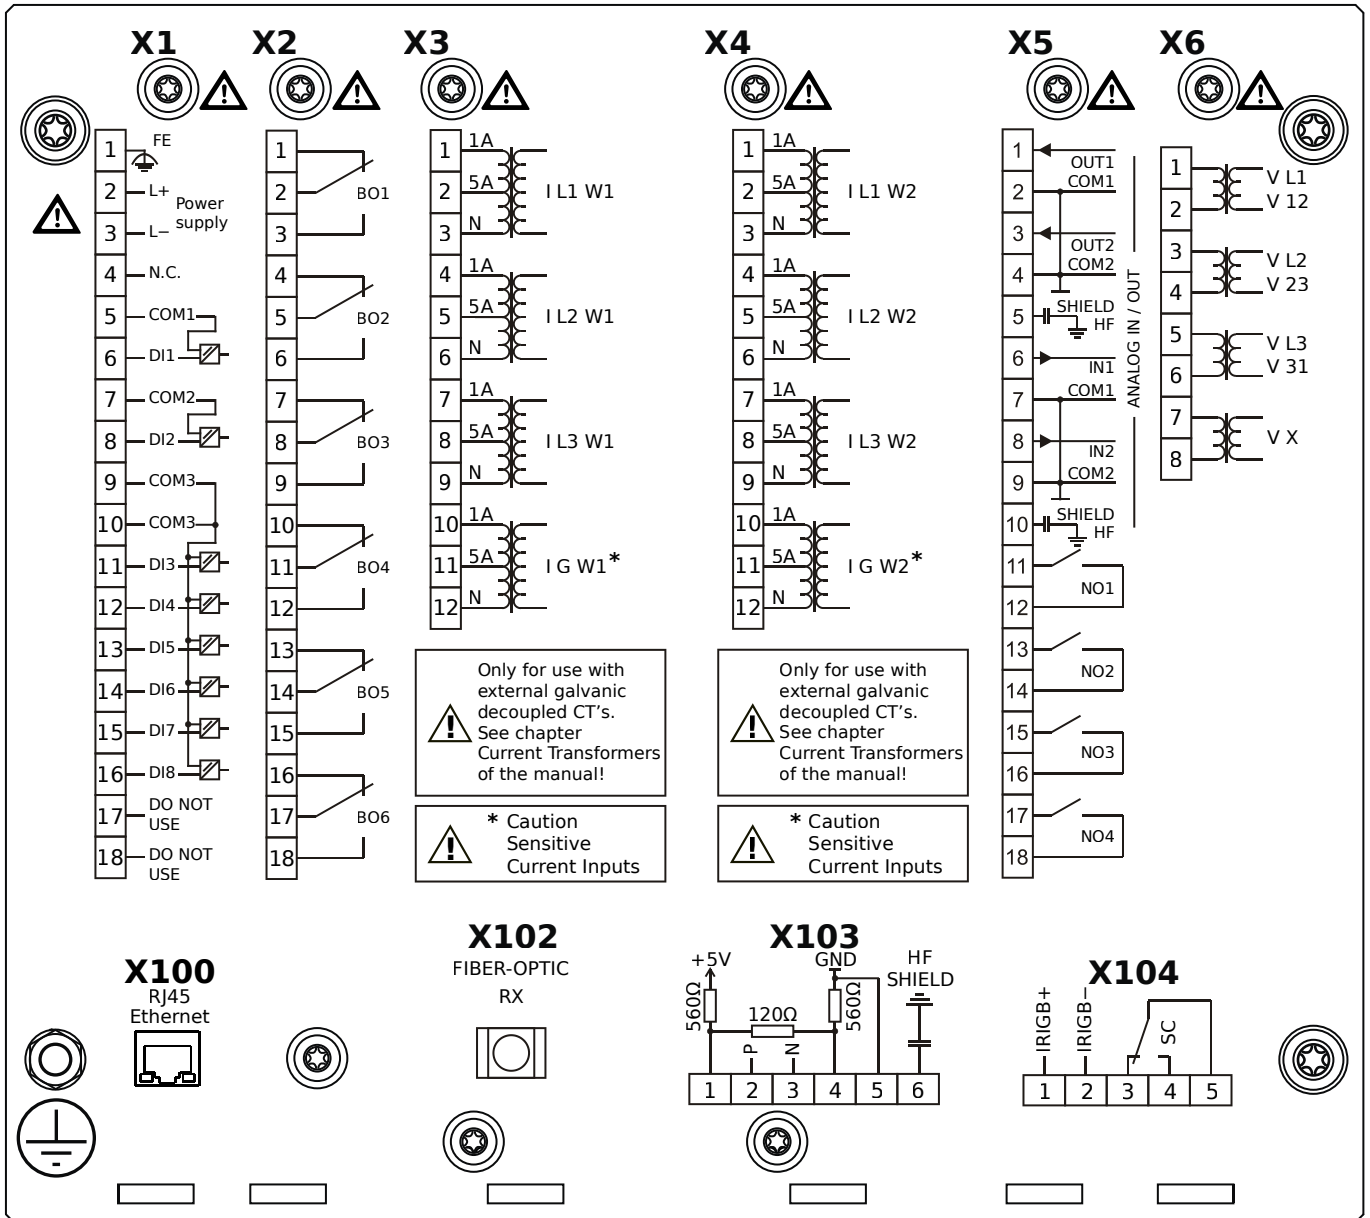 X1
X2
X3
X4
X5
X6
1
FE
2
L+
Power
supply
3
L−
4
N.C.
5
COM1
6
DI1
7
COM2
8
DI2
9
COM3
10
COM3
11
DI3
12
DI4
13
DI5
14
DI6
15
DI7
16
DI8
17
DO NOT
USE
18
DO NOT
USE
1
2
BO1
3
4
5
BO2
6
7
8
BO3
9
10
11
BO4
12
13
14
BO5
15
16
17
BO6
18
1
1A
2
5A
I L1 W1
3
N
4
1A
5
5A
I L2 W1
6
N
7
1A
8
5A
I L3 W1
9
N
10
1A
11
5A
I G W1*
12
N
Only for use with
external galvanic
decoupled CT's.
See chapter
Current Transformers
of the manual!
* Caution
Sensitive
Current Inputs
1
1A
2
5A
I L1 W2
3
N
4
1A
5
5A
I L2 W2
6
N
7
1A
8
5A
I L3 W2
9
N
10
1A
11
5A
I G W2*
12
N
Only for use with
external galvanic
decoupled CT's.
See chapter
Current Transformers
of the manual!
* Caution
Sensitive
Current Inputs
1
OUT1
2
COM1
3
OUT2
4
COM2
5
SHIELD
HF
6
IN1
7
COM1
8
IN2
9
COM2
10
SHIELD
HF
ANALOG IN / OUT
11
NO1
12
13
NO2
14
15
NO3
16
17
NO4
18
1
V L1
2
V 12
3
V L2
4
V 23
5
V L3
6
V 31
7
V X
8
X100
RJ45
Ethernet
X102
FIBER-OPTIC
RX
X103
+5V
GND
HF
SHIELD
560Ω
120Ω
560Ω
P
N
1 2 3 4 5 6
X104
IRIGB+
IRIGB−
SC
1 2 3 4 5